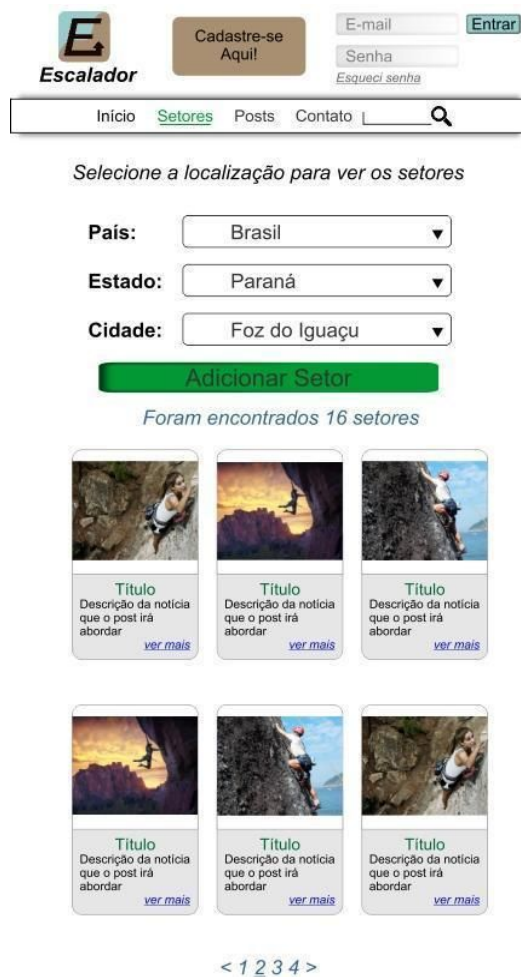 E
Escalador
Cadastre-se
Aqui!
E-mail
Entrar
Senha
Esqueci senha
Início Setores Posts Contato
Selecione a localização para ver os setores
País: Brasil
Estado: Paraná
Cidade: Foz do Iguaçu
Adicionar Setor
Foram encontrados 16 setores
Título
Descrição da notícia
que o post irá
abordar
ver mais
Título
Descrição da notícia
que o post irá
abordar
ver mais
Título
Descrição da notícia
que o post irá
abordar
ver mais
Título
Descrição da notícia
que o post irá
abordar
ver mais
Título
Descrição da notícia
que o post irá
abordar
ver mais
Título
Descrição da notícia
que o post irá
abordar
ver mais
< 1 2 3 4 >